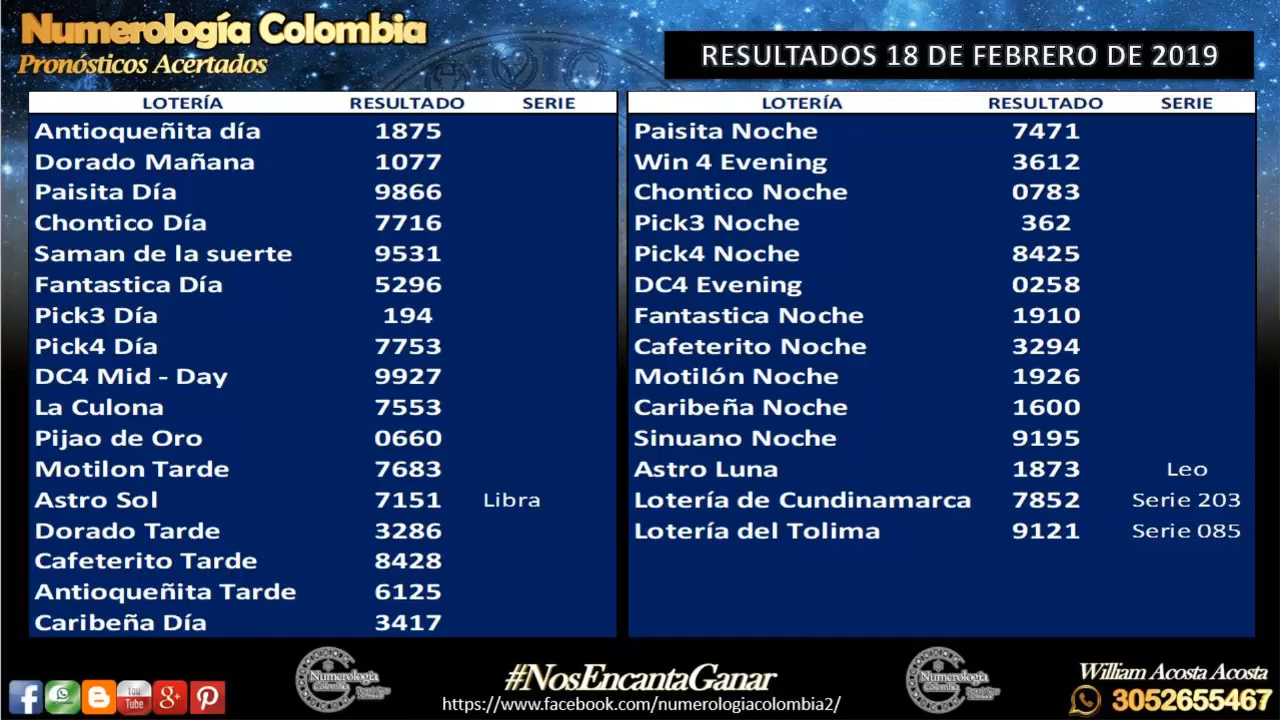 Numerología Colombia
Pronósticos Acertados
RESULTADOS 18 DE FEBRERO DE 2019
LOTERÍA RESULTADO SERIE
Antioqueñita día 1875
Dorado Mañana 1077
Paisita Día 9866
Chontico Día 7716
Saman de la suerte 9531
Fantastica Día 5296
Pick3 Día 194
Pick4 Día 7753
DC4 Mid - Day 9927
La Culona 7553
Pijao de Oro 0660
Motilon Tarde 7683
Astro Sol 7151 Libra
Dorado Tarde 3286
Cafeterito Tarde 8428
Antioqueñita Tarde 6125
Caribeña Día 3417
LOTERÍA RESULTADO SERIE
Paisita Noche 7471
Win 4 Evening 3612
Chontico Noche 0783
Pick3 Noche 362
Pick4 Noche 8425
DC4 Evening 0258
Fantastica Noche 1910
Cafeterito Noche 3294
Motilón Noche 1926
Caribeña Noche 1600
Sinuano Noche 9195
Astro Luna 1873 Leo
Lotería de Cundinamarca 7852 Serie 203
Lotería del Tolima 9121 Serie 085
You
Tube
Numerología
Colombia
#NosEncantaGanar
https://www.facebook.com/numerologiacolombia2/
Numerología
Colombia
William Acosta Acosta
3052655467